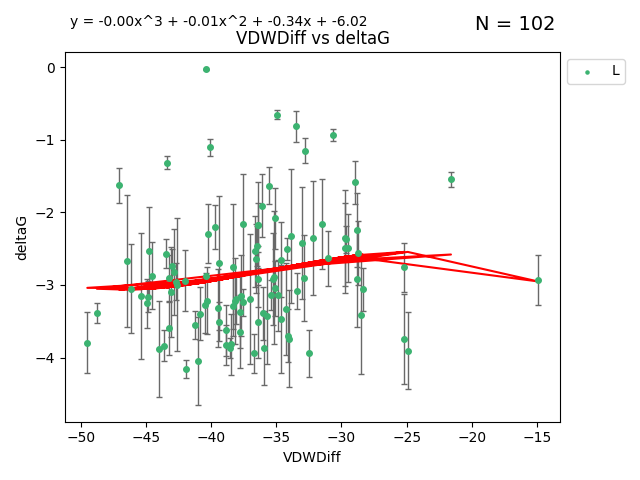 y = -0.00x^3 + -0.01x^2 + -0.34x + -6.02
N = 102
VDWDiff vs deltaG
L
0
−1
−2
−3
−4
deltaG
−50 −45 −40 −35 −30 −25 −20 −15
VDWDiff